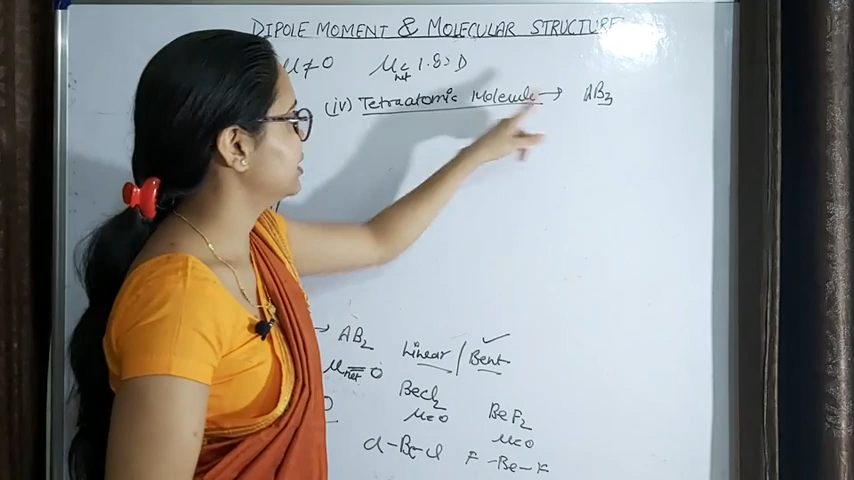 DIPOLE MOMENT & MOLECULAR STRUCTURE
μ≠0 μnet = 1.85 D
(iv) Tetraatomic Molecule → AB3
→ AB2 Linear / Bent ✓
μnet = 0
BeCl2 BeF2
μ=0 μ=0
Cl-Be-Cl F-Be-F